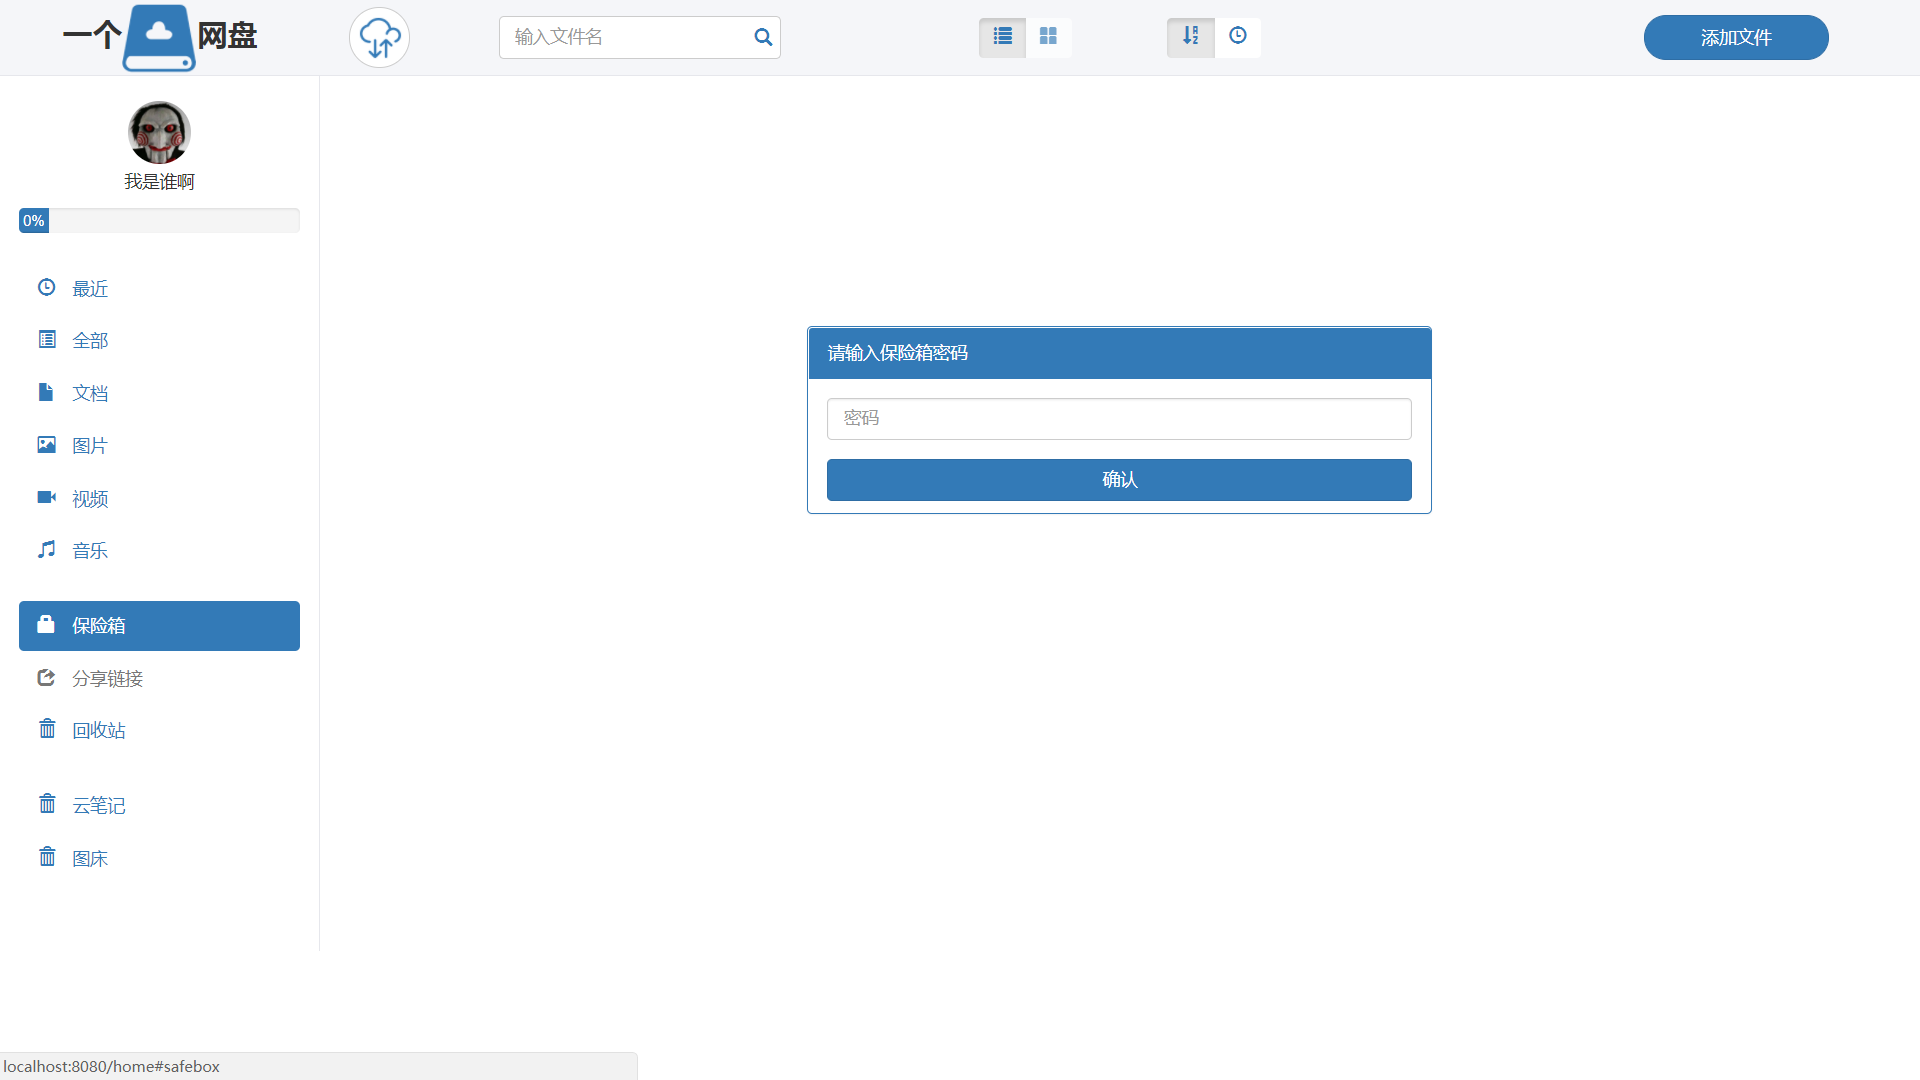 一个网盘
输入文件名
添加文件
我是谁啊
0%
最近
全部
文档
图片
视频
音乐
保险箱
分享链接
回收站
云笔记
图床
请输入保险箱密码
密码
确认
localhost:8080/home#safebox